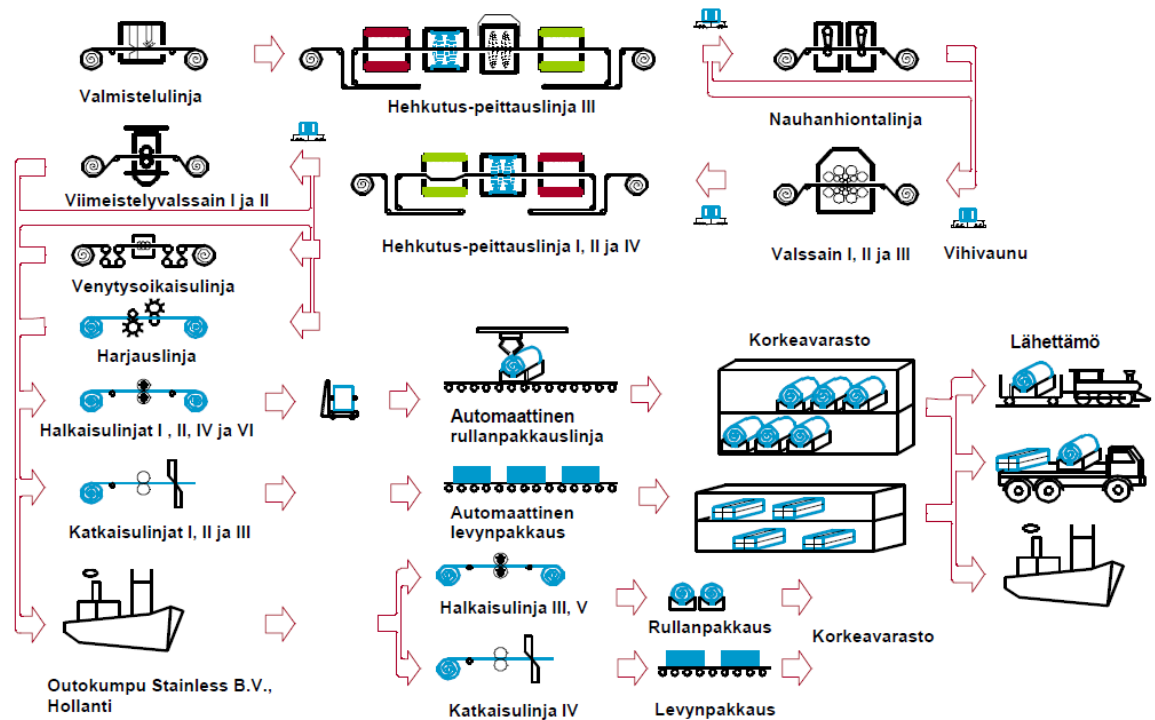 Valmistelulinja
Hehkutus-peittauslinja III
Nauhanhiontalinja
Viimeistelyvalssain I ja II
Hehkutus-peittauslinja I, II ja IV
Valssain I, II ja III
Vihivaunu
Venytysoikaisulinja
Harjauslinja
Korkeavarasto
Lähettämö
Halkaisulinjat I , II, IV ja VI
Automaattinen
rullanpakkauslinja
Katkaisulinjat I, II ja III
Automaattinen
levynpakkaus
Halkaisulinja III, V
Rullanpakkaus
Korkeavarasto
Outokumpu Stainless B.V.,
Hollanti
Katkaisulinja IV
Levynpakkaus